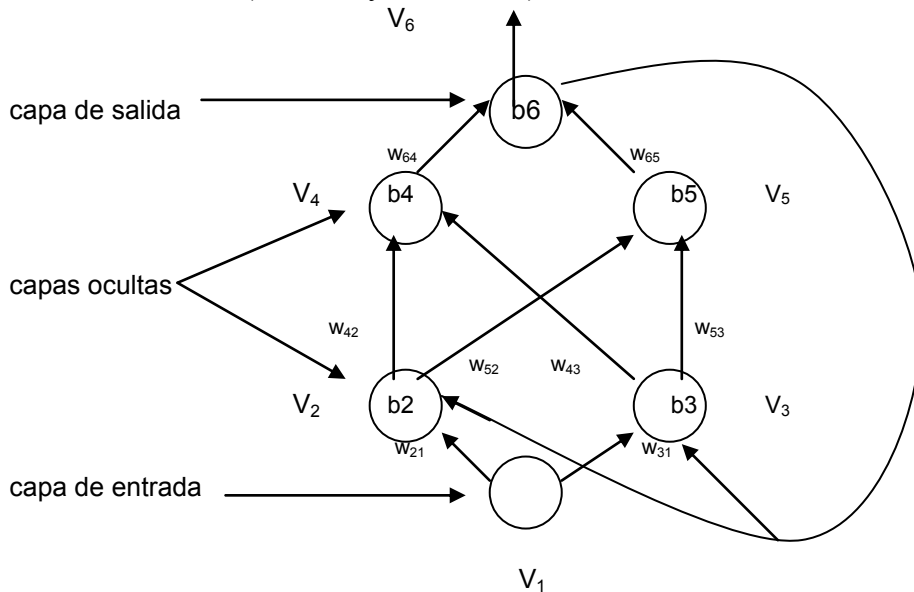 V6
capa de salida
b6
w64
w65
V4
b4
b5
V5
capas ocultas
w42
w52
w43
w53
V2
b2
b3
V3
w21
w31
capa de entrada
V1